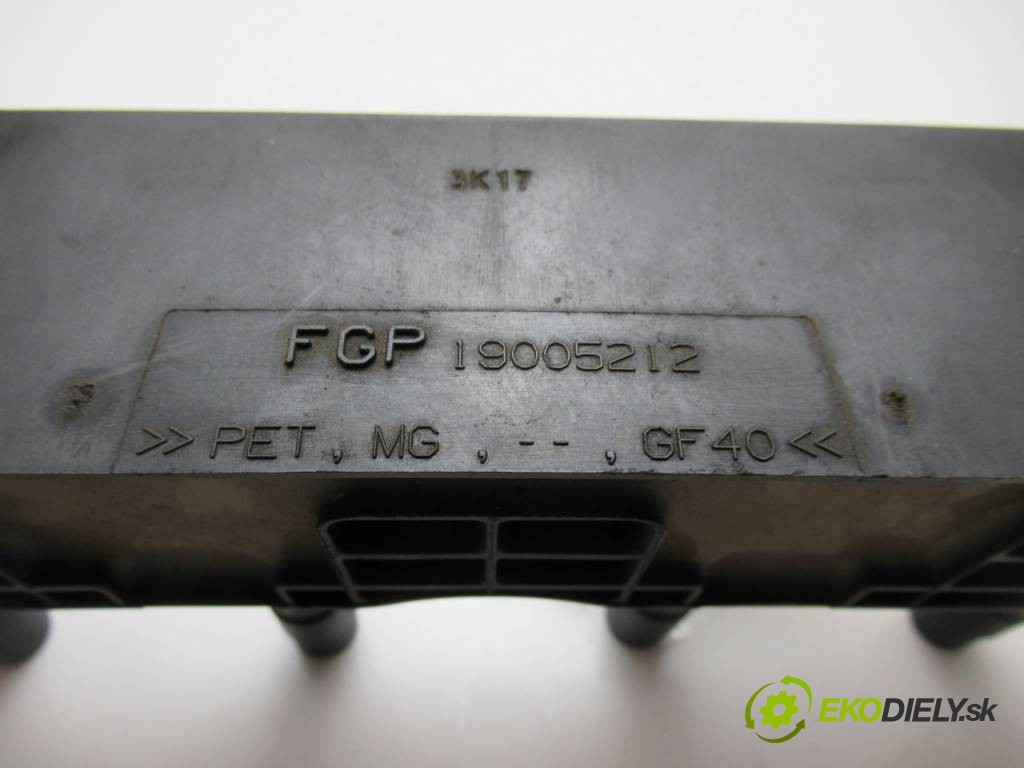 3K17
FGP 19005212
>> PET, MG, --, GF40 <<
EKODIELY.sk